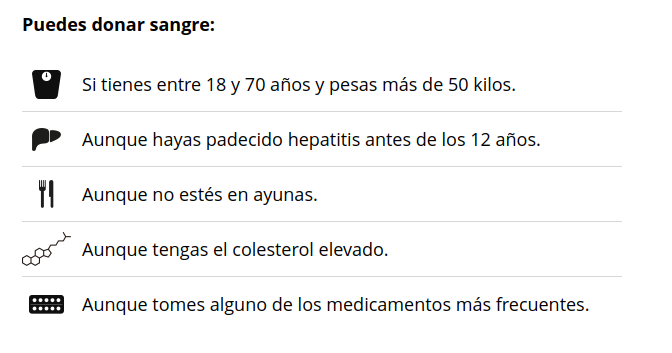 Puedes donar sangre:
Si tienes entre 18 y 70 años y pesas más de 50 kilos.
Aunque hayas padecido hepatitis antes de los 12 años.
Aunque no estés en ayunas.
Aunque tengas el colesterol elevado.
Aunque tomes alguno de los medicamentos más frecuentes.